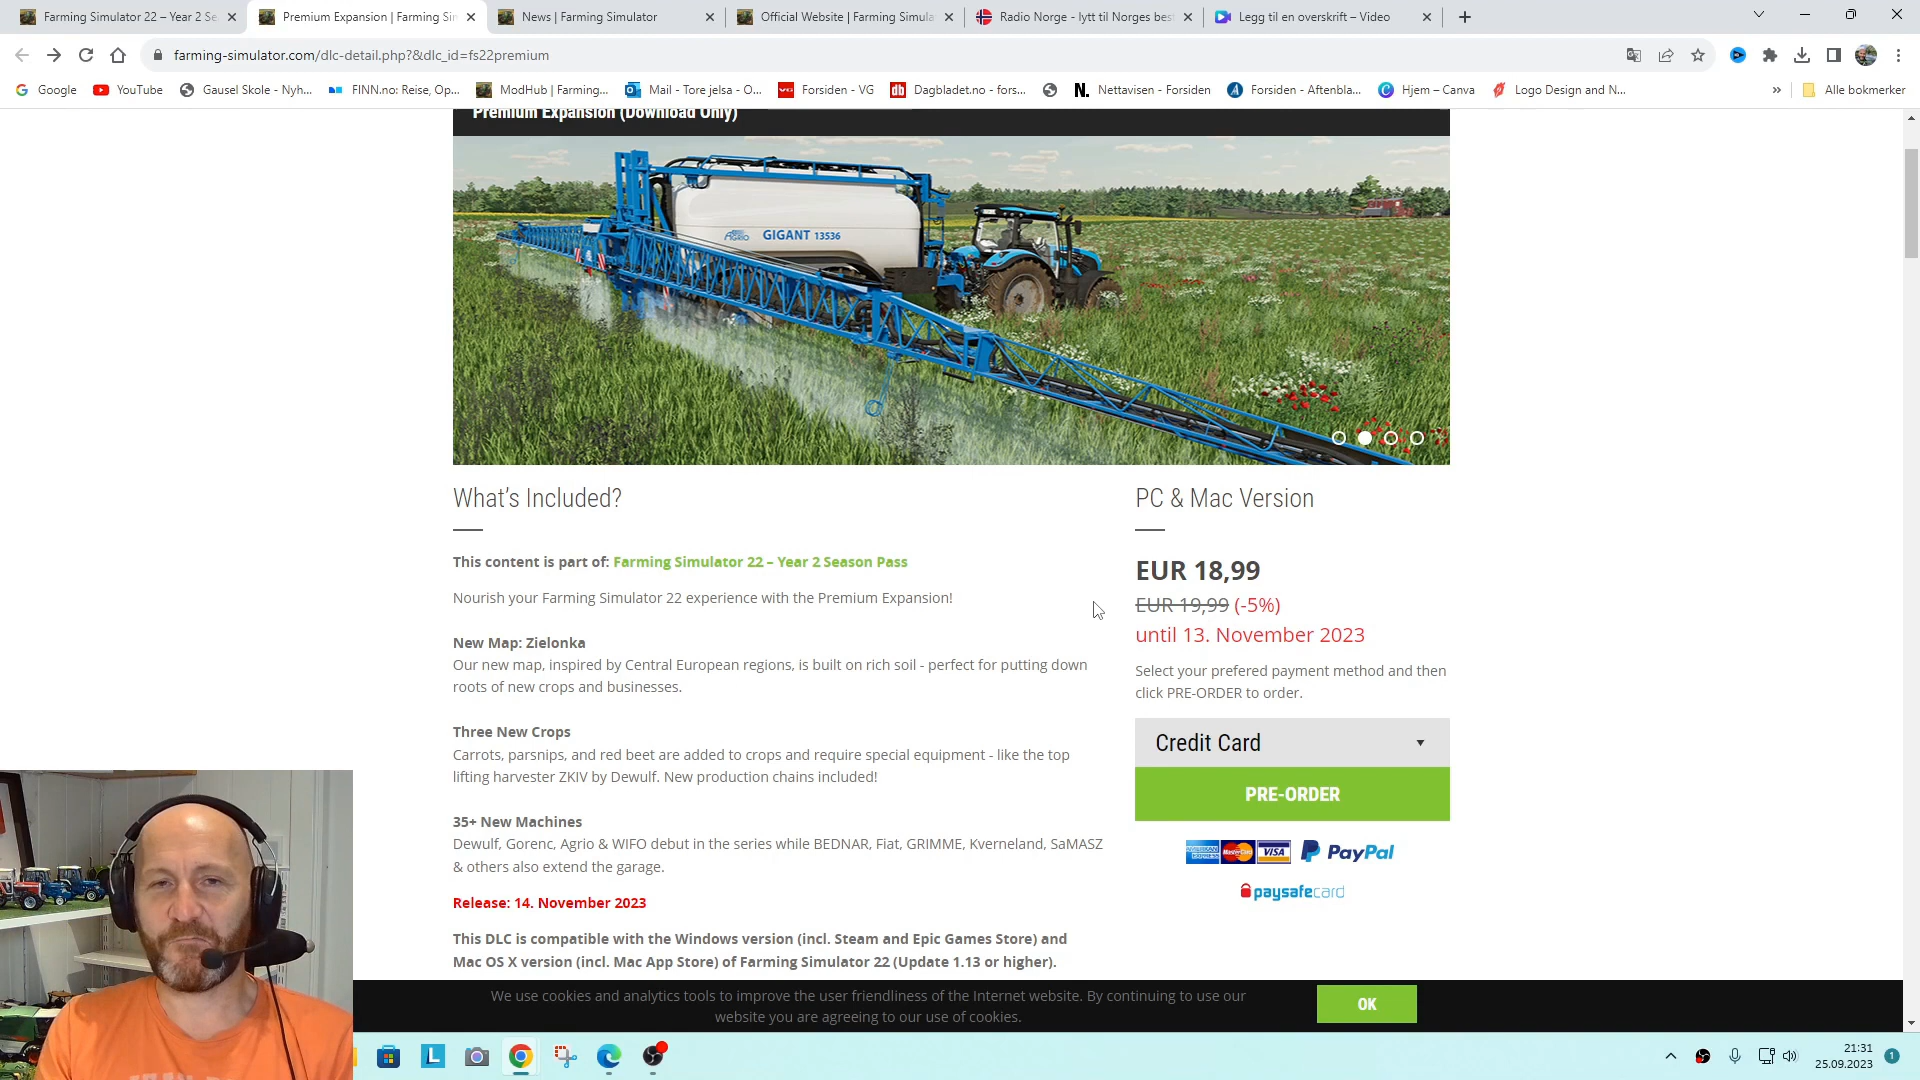 Farming Simulator 22 – Year 2 Se
Premium Expansion | Farming Sin
News | Farming Simulator
Official Website | Farming Simula
Radio Norge - lytt til Norges bes
Legg til en overskrift – Video
farming-simulator.com/dlc-detail.php?&dlc_id=fs22premium
Google
YouTube
Gausel Skole - Nyh...
FINN.no: Reise, Op...
ModHub | Farming...
Mail - Tore jelsa - O...
Forsiden - VG
Dagbladet.no - fors...
Nettavisen - Forsiden
Forsiden - Aftenbla...
Hjem – Canva
Logo Design and N...
» Alle bokmerker
Premium Expansion (Download Only)
AGRIO GIGANT 13536
What's Included?
This content is part of: Farming Simulator 22 – Year 2 Season Pass
Nourish your Farming Simulator 22 experience with the Premium Expansion!
New Map: Zielonka
Our new map, inspired by Central European regions, is built on rich soil - perfect for putting down
roots of new crops and businesses.
Three New Crops
Carrots, parsnips, and red beet are added to crops and require special equipment - like the top
lifting harvester ZKIV by Dewulf. New production chains included!
35+ New Machines
Dewulf, Gorenc, Agrio & WIFO debut in the series while BEDNAR, Fiat, GRIMME, Kverneland, SaMASZ
& others also extend the garage.
Release: 14. November 2023
This DLC is compatible with the Windows version (incl. Steam and Epic Games Store) and
Mac OS X version (incl. Mac App Store) of Farming Simulator 22 (Update 1.13 or higher).
PC & Mac Version
EUR 18,99
EUR 19,99 (-5%)
until 13. November 2023
Select your prefered payment method and then
click PRE-ORDER to order.
Credit Card
PRE-ORDER
AMERICAN EXPRESS MasterCard VISA PayPal
paysafecard
We use cookies and analytics tools to improve the user friendliness of the Internet website. By continuing to use our
website you are agreeing to our use of cookies.
OK
21:31
25.09.2023
1